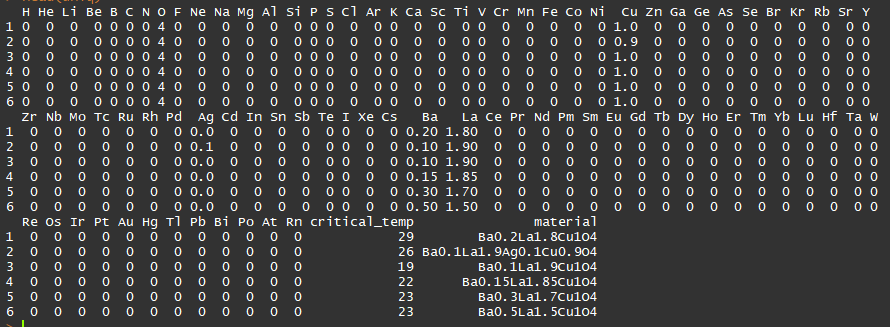 H He Li Be B C N O F Ne Na Mg Al Si P S Cl Ar K Ca Sc Ti V Cr Mn Fe Co Ni Cu Zn Ga Ge As Se Br Kr Rb Sr Y
1 0 0 0 0 0 0 0 4 0 0 0 0 0 0 0 0 0 0 0 0 0 0 0 0 0 0 0 0 1.0 0 0 0 0 0 0 0 0 0 0
2 0 0 0 0 0 0 0 4 0 0 0 0 0 0 0 0 0 0 0 0 0 0 0 0 0 0 0 0 0.9 0 0 0 0 0 0 0 0 0 0
3 0 0 0 0 0 0 0 4 0 0 0 0 0 0 0 0 0 0 0 0 0 0 0 0 0 0 0 0 1.0 0 0 0 0 0 0 0 0 0 0
4 0 0 0 0 0 0 0 4 0 0 0 0 0 0 0 0 0 0 0 0 0 0 0 0 0 0 0 0 1.0 0 0 0 0 0 0 0 0 0 0
5 0 0 0 0 0 0 0 4 0 0 0 0 0 0 0 0 0 0 0 0 0 0 0 0 0 0 0 0 1.0 0 0 0 0 0 0 0 0 0 0
6 0 0 0 0 0 0 0 4 0 0 0 0 0 0 0 0 0 0 0 0 0 0 0 0 0 0 0 0 1.0 0 0 0 0 0 0 0 0 0 0
Zr Nb Mo Tc Ru Rh Pd Ag Cd In Sn Sb Te I Xe Cs Ba La Ce Pr Nd Pm Sm Eu Gd Tb Dy Ho Er Tm Yb Lu Hf Ta W
1 0 0 0 0 0 0 0 0.0 0 0 0 0 0 0 0 0 0.20 1.80 0 0 0 0 0 0 0 0 0 0 0 0 0 0 0 0 0
2 0 0 0 0 0 0 0 0.1 0 0 0 0 0 0 0 0 0.10 1.90 0 0 0 0 0 0 0 0 0 0 0 0 0 0 0 0 0
3 0 0 0 0 0 0 0 0.0 0 0 0 0 0 0 0 0 0.10 1.90 0 0 0 0 0 0 0 0 0 0 0 0 0 0 0 0 0
4 0 0 0 0 0 0 0 0.0 0 0 0 0 0 0 0 0 0.15 1.85 0 0 0 0 0 0 0 0 0 0 0 0 0 0 0 0 0
5 0 0 0 0 0 0 0 0.0 0 0 0 0 0 0 0 0 0.30 1.70 0 0 0 0 0 0 0 0 0 0 0 0 0 0 0 0 0
6 0 0 0 0 0 0 0 0.0 0 0 0 0 0 0 0 0 0.50 1.50 0 0 0 0 0 0 0 0 0 0 0 0 0 0 0 0 0
Re Os Ir Pt Au Hg Tl Pb Bi Po At Rn critical_temp material
1 0 0 0 0 0 0 0 0 0 0 0 0 29 Ba0.2La1.8Cu1O4
2 0 0 0 0 0 0 0 0 0 0 0 0 26 Ba0.1La1.9Ag0.1Cu0.9O4
3 0 0 0 0 0 0 0 0 0 0 0 0 19 Ba0.1La1.9Cu1O4
4 0 0 0 0 0 0 0 0 0 0 0 0 22 Ba0.15La1.85Cu1O4
5 0 0 0 0 0 0 0 0 0 0 0 0 23 Ba0.3La1.7Cu1O4
6 0 0 0 0 0 0 0 0 0 0 0 0 23 Ba0.5La1.5Cu1O4